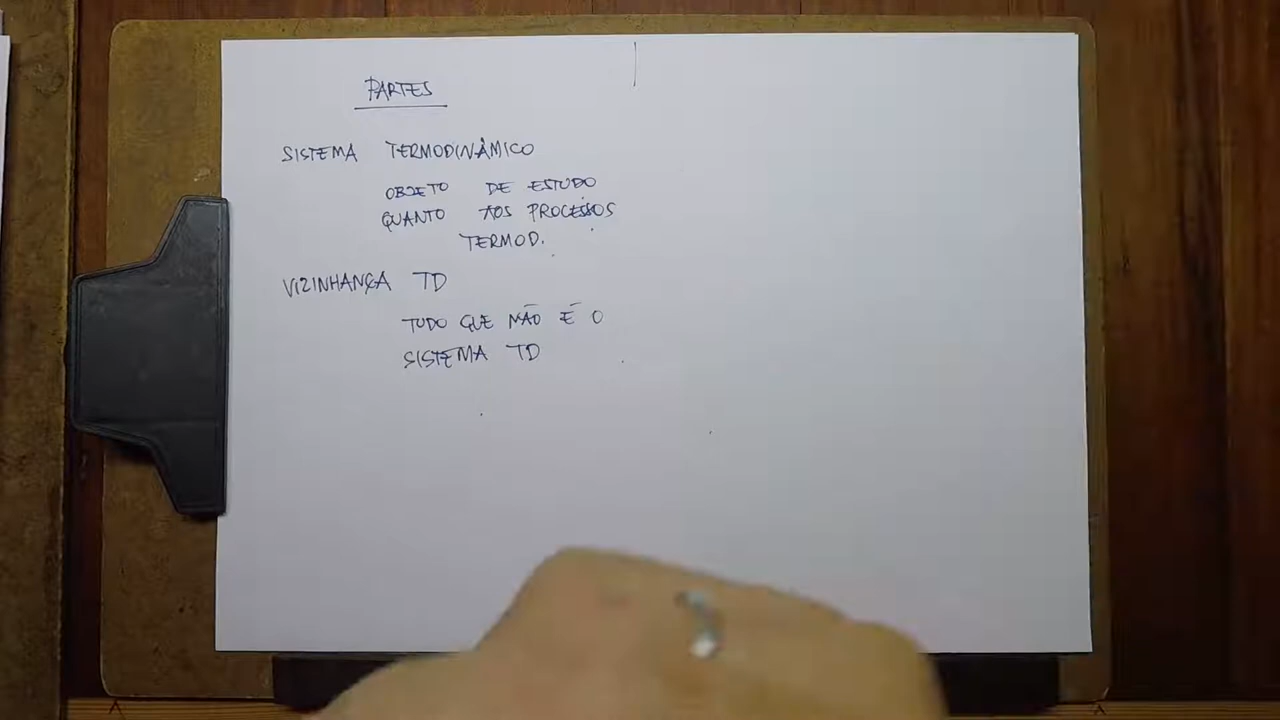 PARTES
SISTEMA TERMODINÂMICO
OBJETO DE ESTUDO
QUANTO AOS PROCESSOS
TERMOD.
VIZINHANÇA TD
TUDO QUE NÃO É O
SISTEMA TD